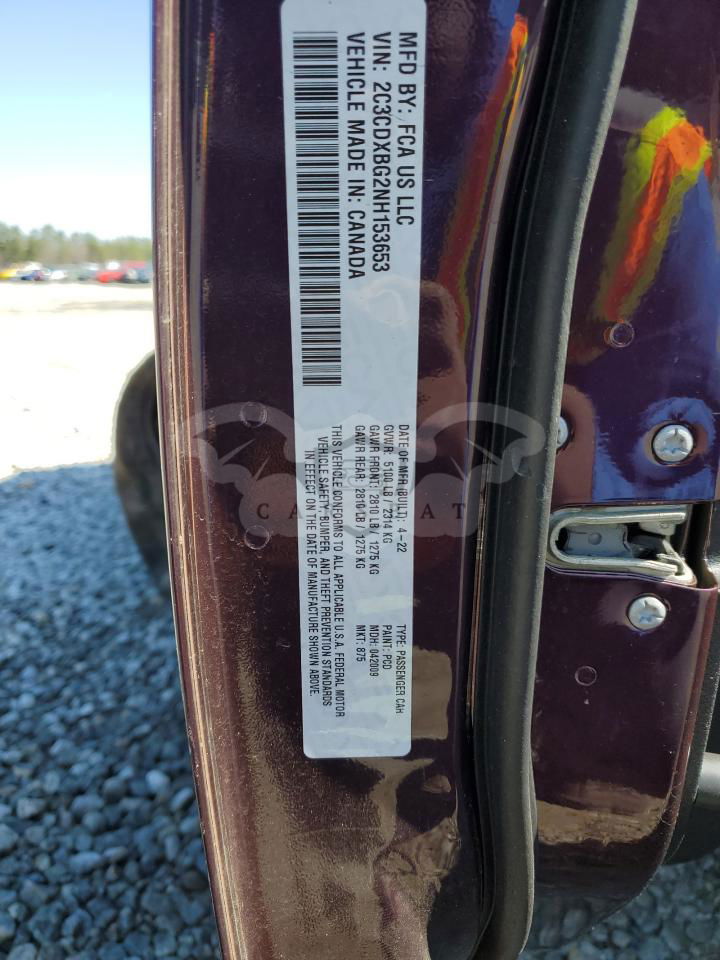 MFD BY: FCA US LLC
VIN: 2C3CDXBG2NH153653
VEHICLE MADE IN: CANADA
DATE OF MFR (BUILD): 4-22
GVWR: 5100 LB / 2314 KG
GAWR FRONT: 2810 LB / 1275 KG
GAWR REAR: 2810 LB / 1275 KG
TYPE: PASSENGER CAR
PAINT: PCD
MDH: 042009
MKT: 875
THIS VEHICLE CONFORMS TO ALL APPLICABLE U.S.A. FEDERAL MOTOR
VEHICLE SAFETY, BUMPER, AND THEFT PREVENTION STANDARDS
IN EFFECT ON THE DATE OF MANUFACTURE SHOWN ABOVE.